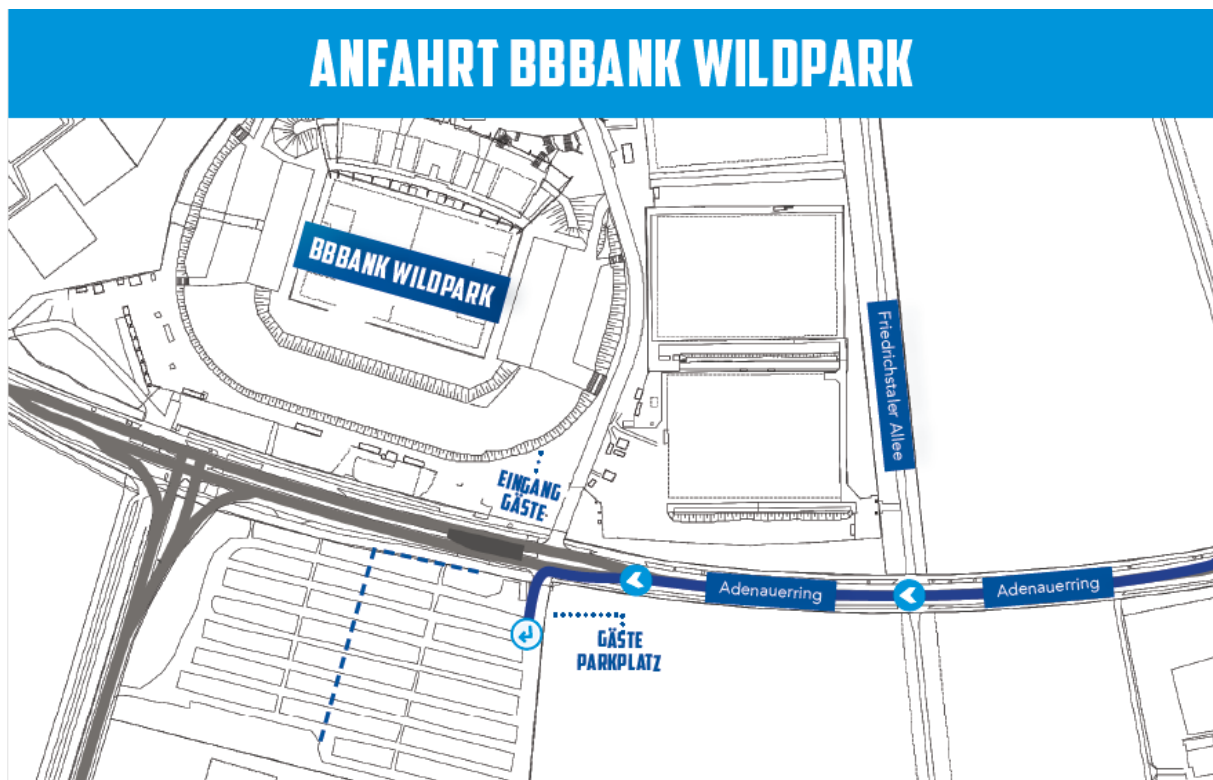 ANFAHRT BBBANK WILDPARK
BBBANK WILDPARK
Friedrichstaler Allee
EINGANG
GÄSTE
Adenauerring
Adenauerring
GÄSTE
PARKPLATZ